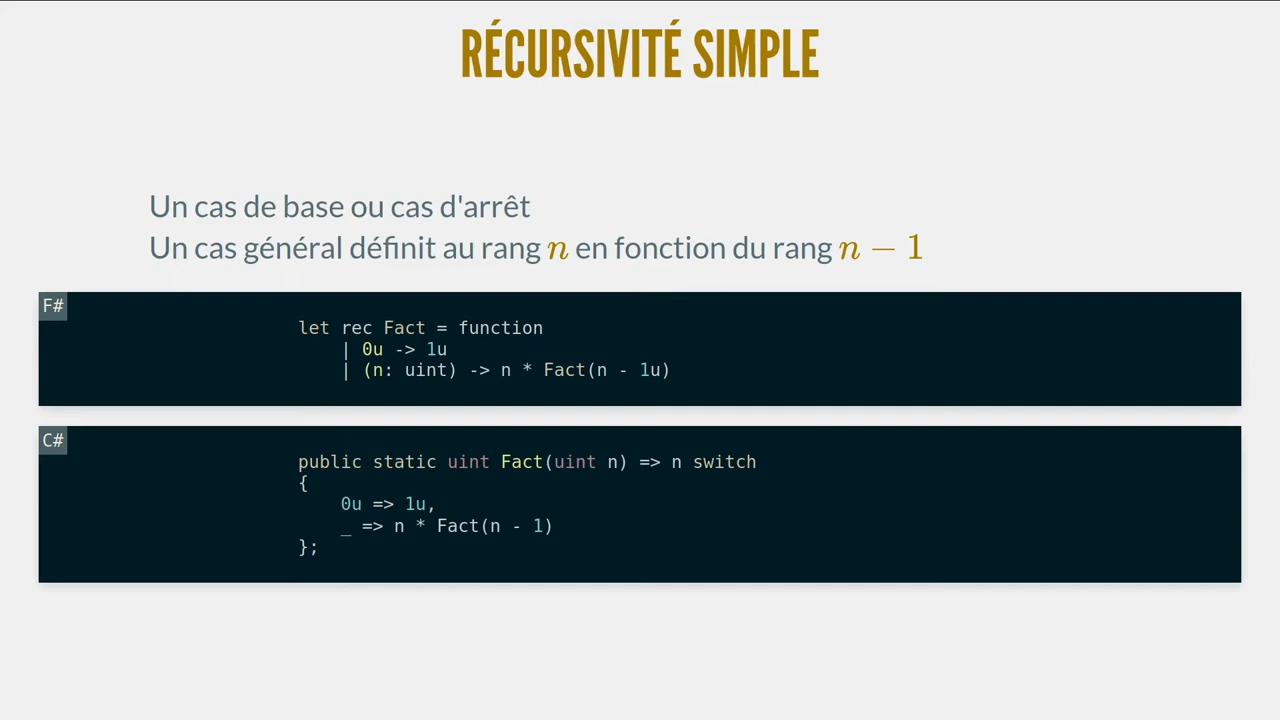 RÉCURSIVITÉ SIMPLE
Un cas de base ou cas d'arrêt
Un cas général définit au rang n en fonction du rang n − 1
F#
let rec Fact = function
    | 0u -> 1u
    | (n: uint) -> n * Fact(n - 1u)
C#
public static uint Fact(uint n) => n switch
{
    0u => 1u,
    _ => n * Fact(n - 1)
};